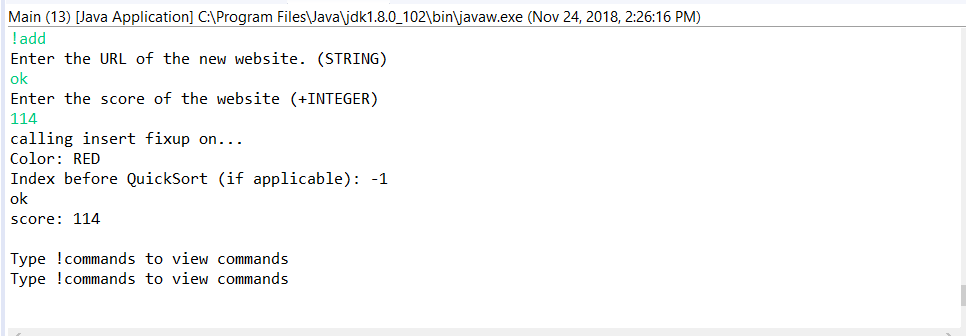 Main (13) [Java Application] C:\Program Files\Java\jdk1.8.0_102\bin\javaw.exe (Nov 24, 2018, 2:26:16 PM)
!add
Enter the URL of the new website. (STRING)
ok
Enter the score of the website (+INTEGER)
114
calling insert fixup on...
Color: RED
Index before QuickSort (if applicable): -1
ok
score: 114
Type !commands to view commands
Type !commands to view commands